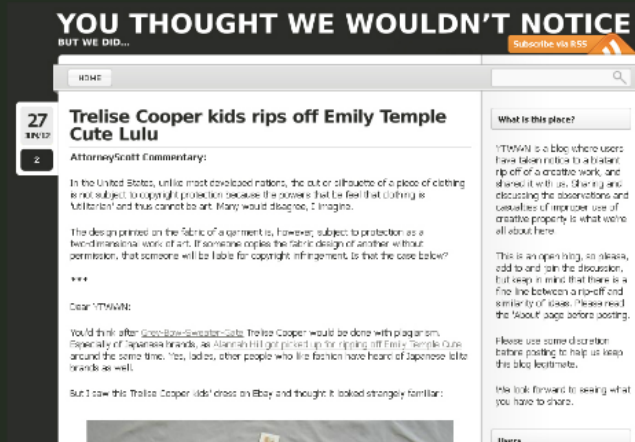 YOU THOUGHT WE WOULDN'T NOTICE
BUT WE DID...
Subscribe via RSS
HOME
27
JUN/12
2
Trelise Cooper kids rips off Emily Temple
Cute Lulu
AttorneyScott Commentary:
In the United States, unlike most developed nations, the cut or silhouette of a piece of clothing
is not subject to copyright protection because the powers that be feel that clothing is
'utilitarian' and thus cannot be art. Many would disagree, I imagine.
The design printed on the fabric of a garment is, however, subject to protection as a
two-dimensional work of art. If someone copies the fabric design of another without
permission, that someone will be liable for copyright infringement. Is that the case below?
***
Dear YTWWN:
You'd think after Grey-Bow-Sweater-Gate Trelise Cooper would be done with plagiarism.
Especially of Japanese brands, as Alannah Hill got picked up for ripping off Emily Temple Cute
around the same time. Yes, ladies, other people who like fashion have heard of Japanese lolita
brands as well.
But I saw this Trelise Cooper kids' dress on Ebay and thought it looked strangely familiar:
What is this place?
YTWWN is a blog where users
have taken notice to a blatant
rip off of a creative work, and
shared it with us. Sharing and
discussing the observations and
casualties of improper use of
creative property is what we're
all about here.
This is an open blog, so please,
add to and join the discussion,
but keep in mind that there is a
fine line between a rip-off and
similarity of ideas. Please read
the 'About' page before posting.
Please use some discretion
before posting to help us keep
this blog legitimate.
We look forward to seeing what
you have to share.
Users